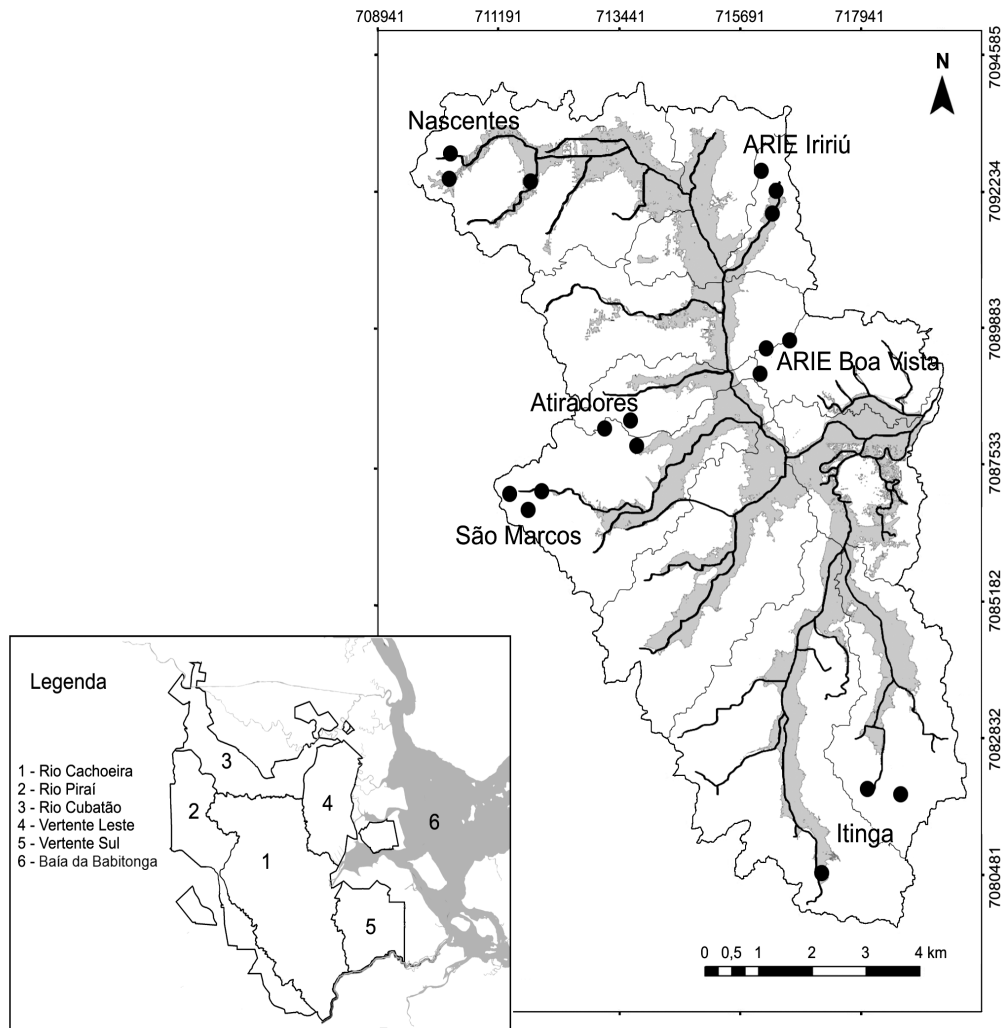 708941
711191
713441
715691
717941
7094585
N
Nascentes
ARIE Iririú
7092234
7089883
ARIE Boa Vista
Atiradores
7087533
São Marcos
7085182
Legenda
1 - Rio Cachoeira
2 - Rio Piraí
3 - Rio Cubatão
4 - Vertente Leste
5 - Vertente Sul
6 - Baía da Babitonga
3
2
4
6
1
5
7082832
Itinga
7080481
0 0,5 1 2 3 4 km